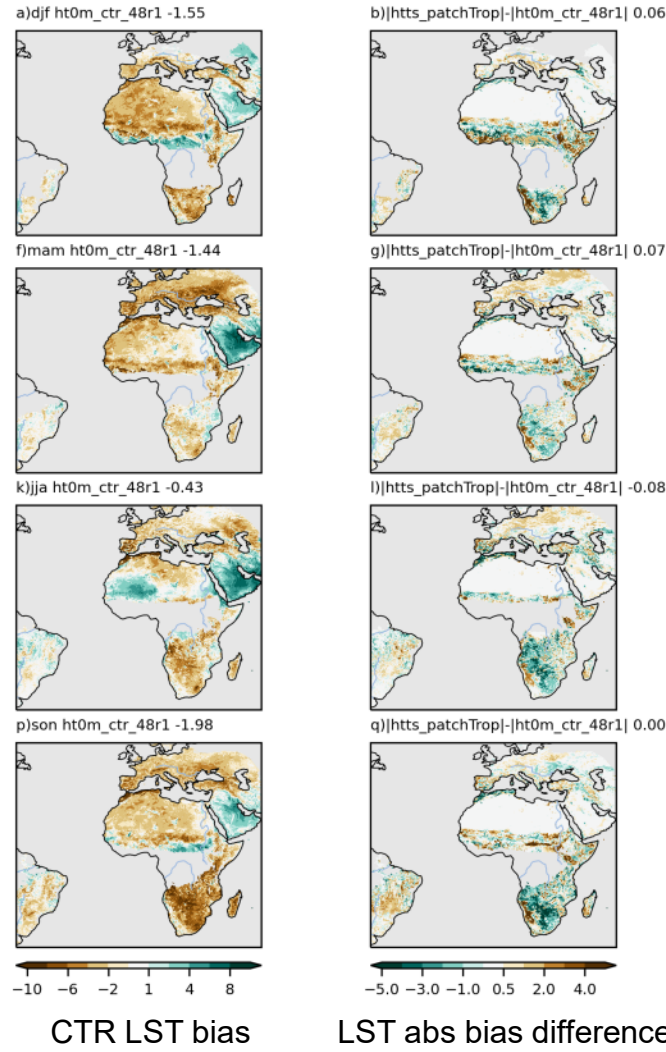 a)djf ht0m_ctr_48r1 -1.55
b)|htts_patchTrop|-|ht0m_ctr_48r1| 0.06
f)mam ht0m_ctr_48r1 -1.44
g)|htts_patchTrop|-|ht0m_ctr_48r1| 0.07
k)jja ht0m_ctr_48r1 -0.43
l)|htts_patchTrop|-|ht0m_ctr_48r1| -0.08
p)son ht0m_ctr_48r1 -1.98
q)|htts_patchTrop|-|ht0m_ctr_48r1| 0.00
−10 −6 −2 1 4 8
−5.0 −3.0 −1.0 0.5 2.0 4.0
CTR LST bias
LST abs bias difference